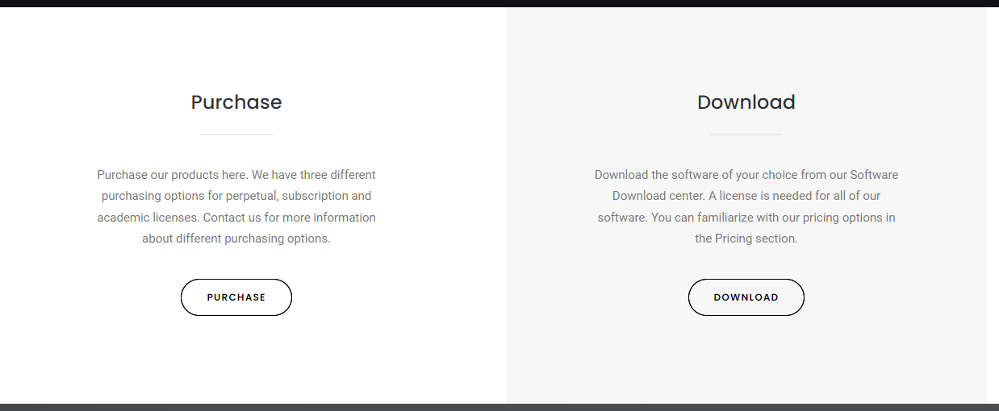 Purchase
Purchase our products here. We have three different
purchasing options for perpetual, subscription and
academic licenses. Contact us for more information
about different purchasing options.
PURCHASE
Download
Download the software of your choice from our Software
Download center. A license is needed for all of our
software. You can familiarize with our pricing options in
the Pricing section.
DOWNLOAD